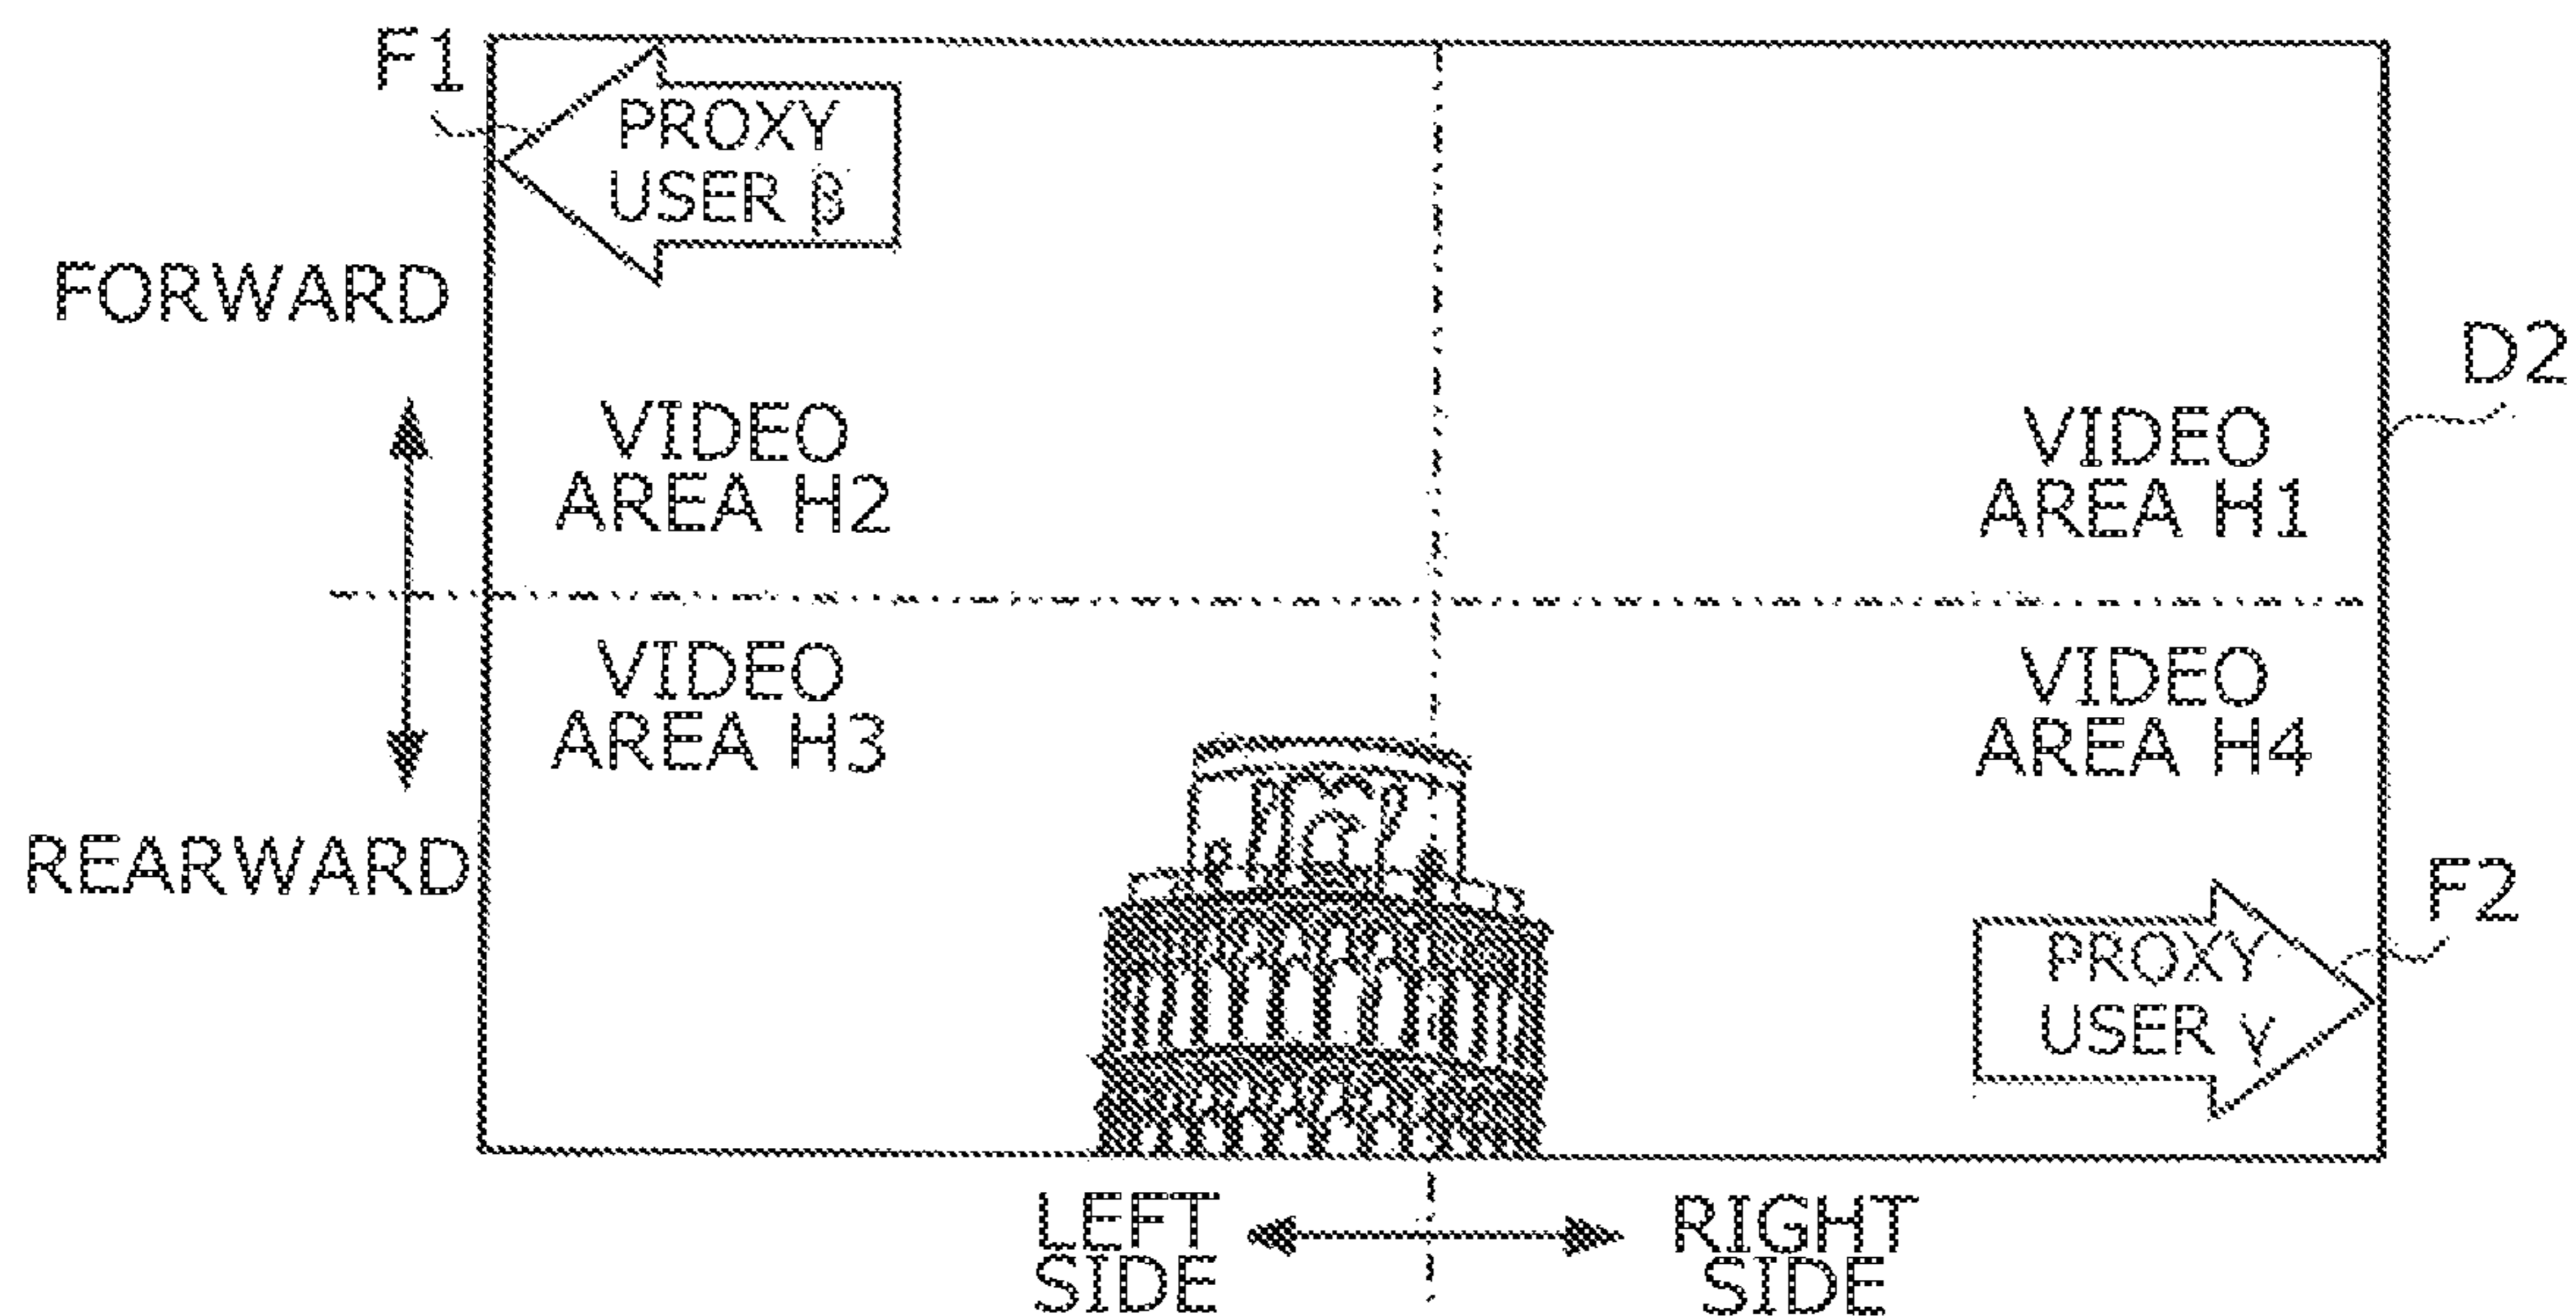 F1
PROXY
USER β
FORWARD
D2
VIDEO
AREA H2
VIDEO
AREA H1
VIDEO
AREA H3
VIDEO
AREA H4
REARWARD
F2
PROXY
USER γ
LEFT
SIDE
RIGHT
SIDE